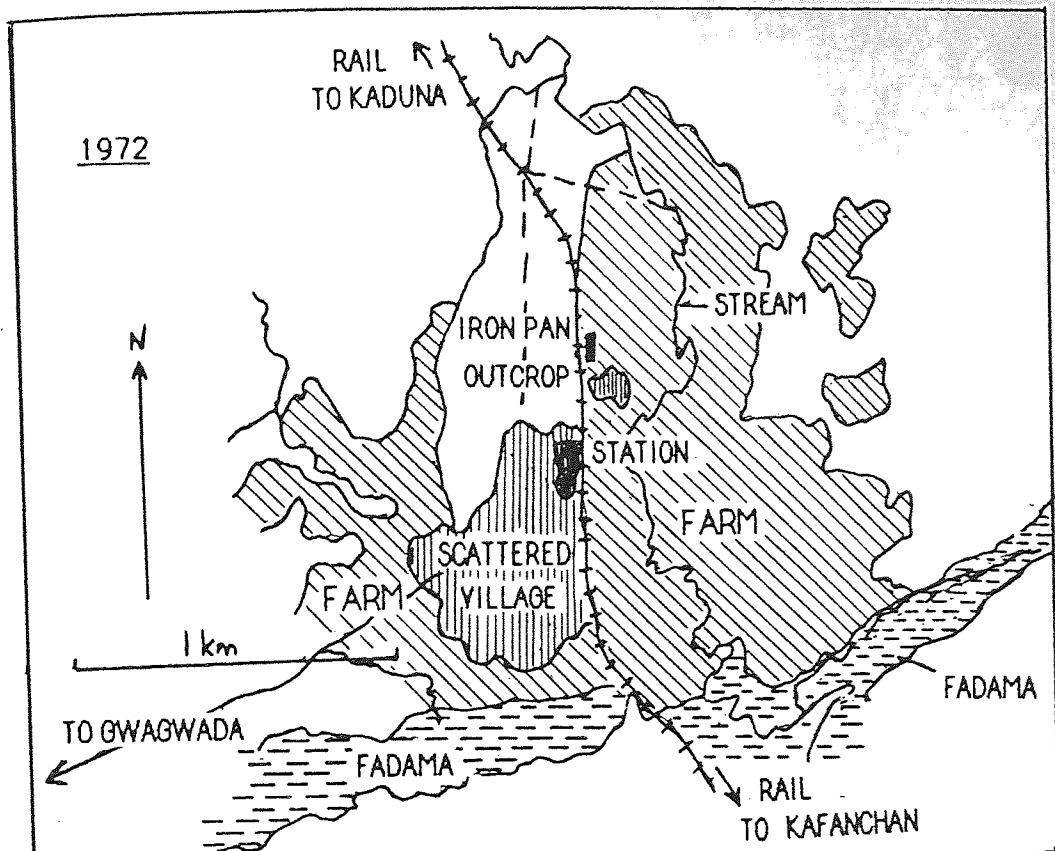 RAIL
TO KADUNA
1972
N
STREAM
IRON PAN
OUTCROP
STATION
FARM
SCATTERED
VILLAGE
FARM
1 km
FADAMA
TO GWAGWADA
FADAMA
RAIL
TO KAFANCHAN